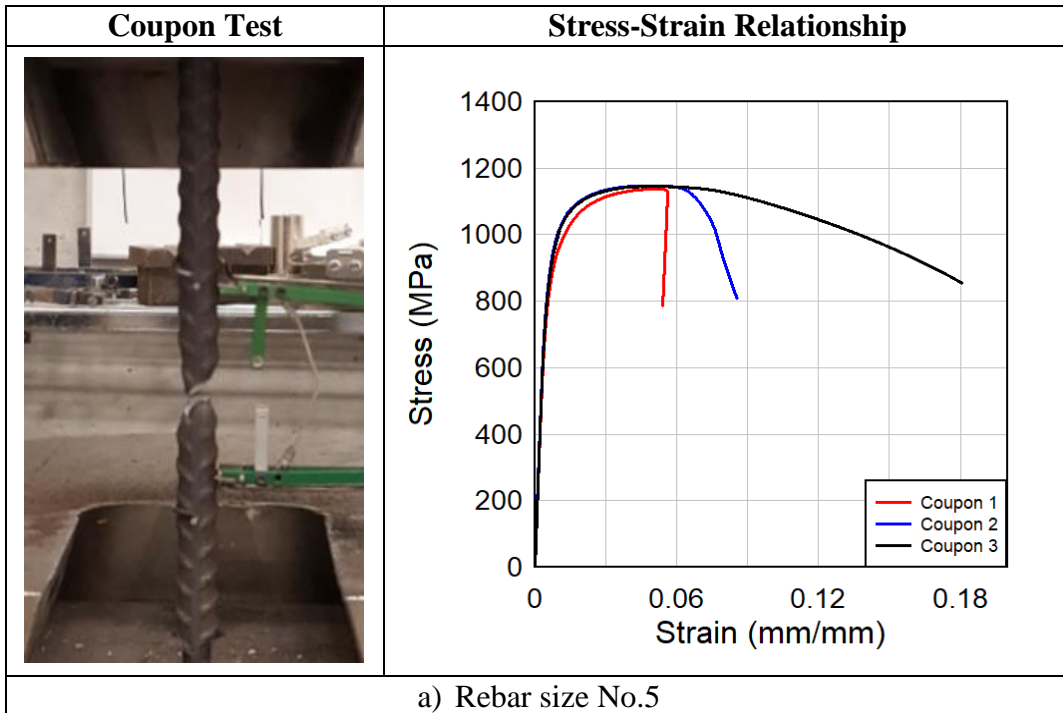 Coupon Test
Stress-Strain Relationship
1400
1200
1000
800
600
400
200
0
Stress (MPa)
Coupon 1
Coupon 2
Coupon 3
0 0.06 0.12 0.18
Strain (mm/mm)
a) Rebar size No.5